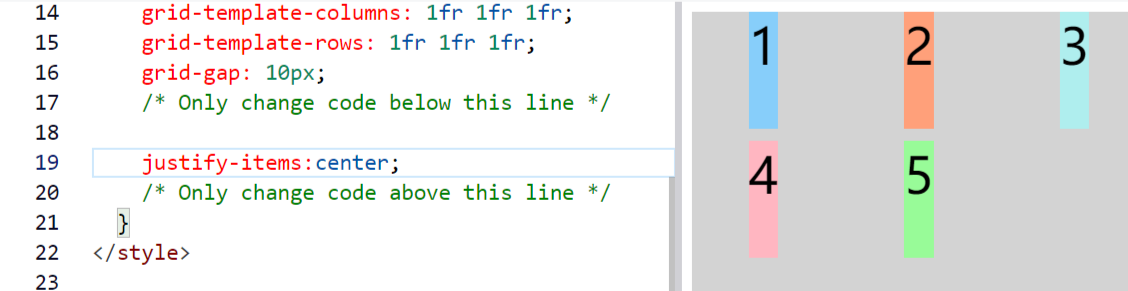 14 grid-template-columns: 1fr 1fr 1fr;
15 grid-template-rows: 1fr 1fr 1fr;
16 grid-gap: 10px;
17 /* Only change code below this line */
18
19 justify-items:center;
20 /* Only change code above this line */
21 }
22 </style>
23
1 2 3
4 5